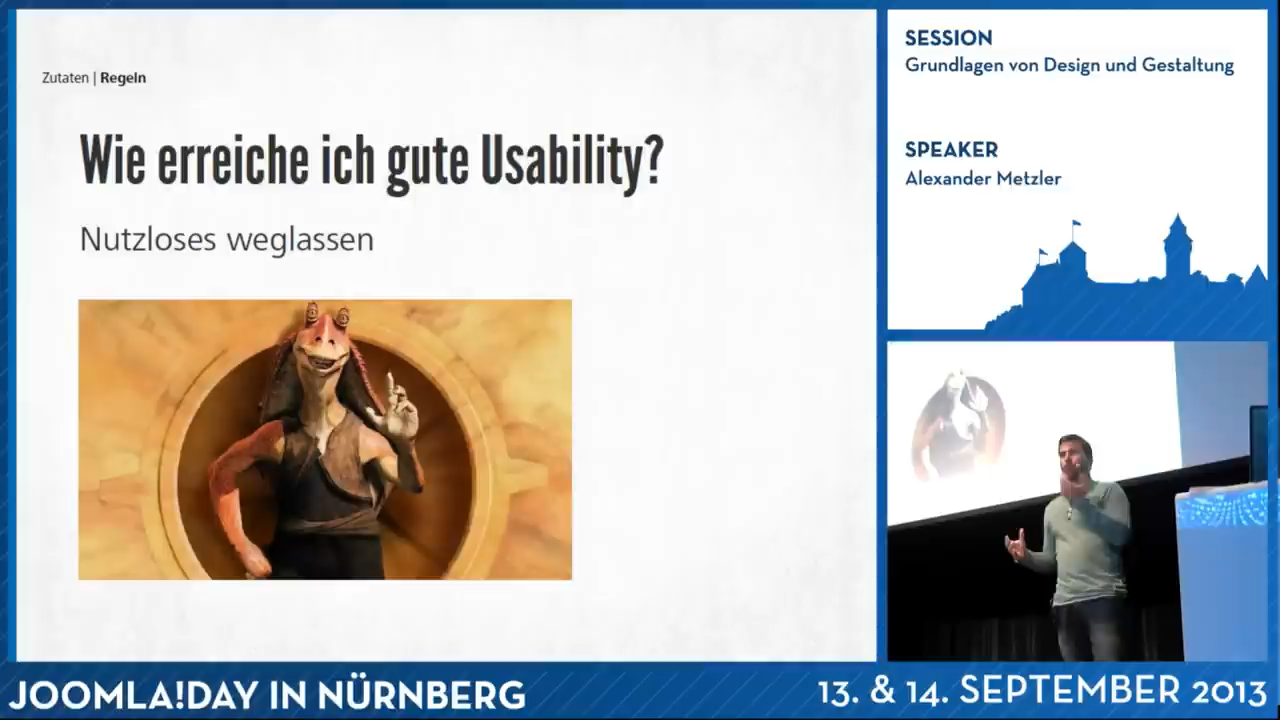 Zutaten | Regeln
Wie erreiche ich gute Usability?
Nutzloses weglassen
SESSION
Grundlagen von Design und Gestaltung
SPEAKER
Alexander Metzler
JOOMLA!DAY IN NÜRNBERG
13. & 14. SEPTEMBER 2013